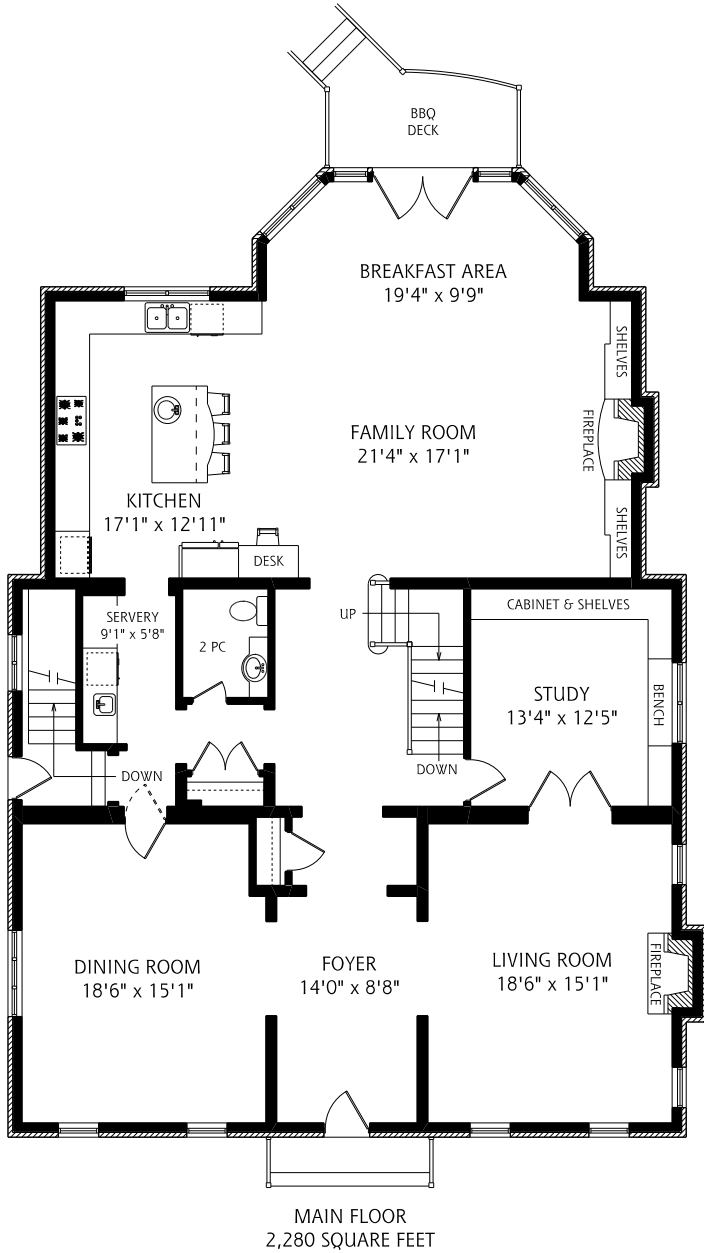 BBQ
DECK
BREAKFAST AREA
19'4" x 9'9"
SHELVES
FIREPLACE
SHELVES
FAMILY ROOM
21'4" x 17'1"
KITCHEN
17'1" x 12'11"
DESK
SERVERY
9'1" x 5'8"
2 PC
UP
CABINET & SHELVES
STUDY
13'4" x 12'5"
BENCH
DOWN
DOWN
DINING ROOM
18'6" x 15'1"
FOYER
14'0" x 8'8"
LIVING ROOM
18'6" x 15'1"
FIREPLACE
MAIN FLOOR
2,280 SQUARE FEET